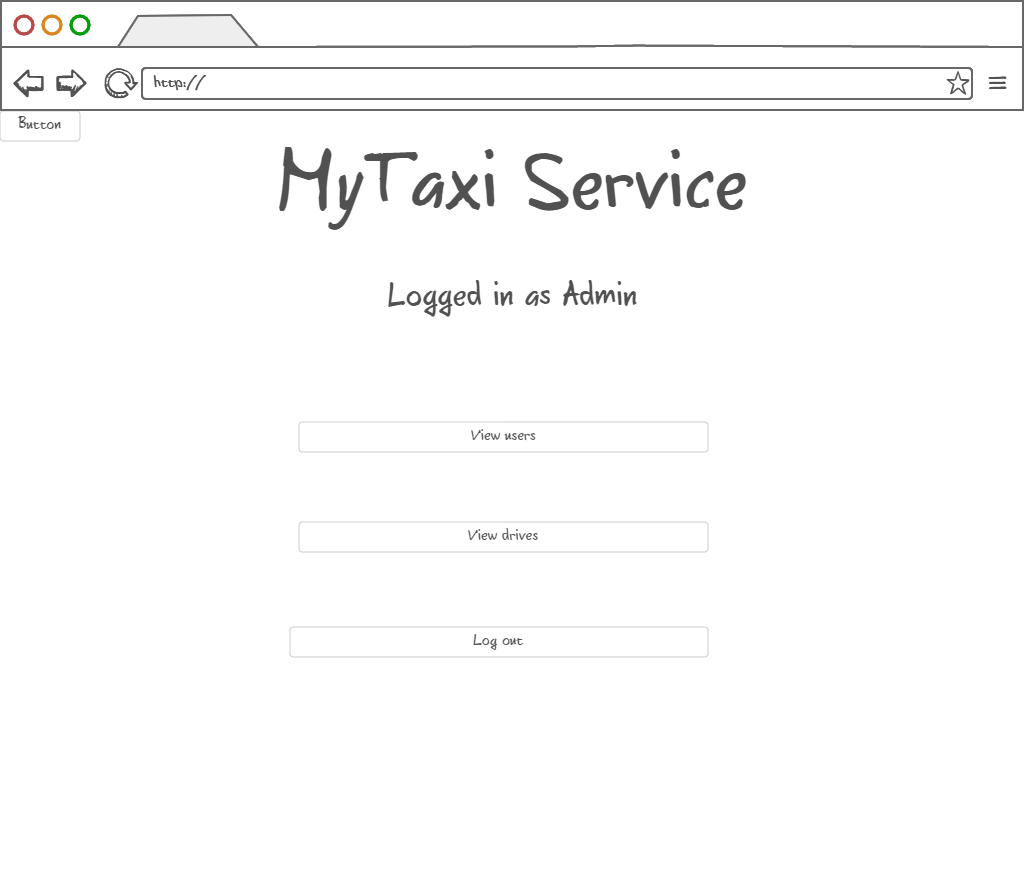 http://
Button
MyTaxi Service
Logged in as Admin
View users
View drives
Log out